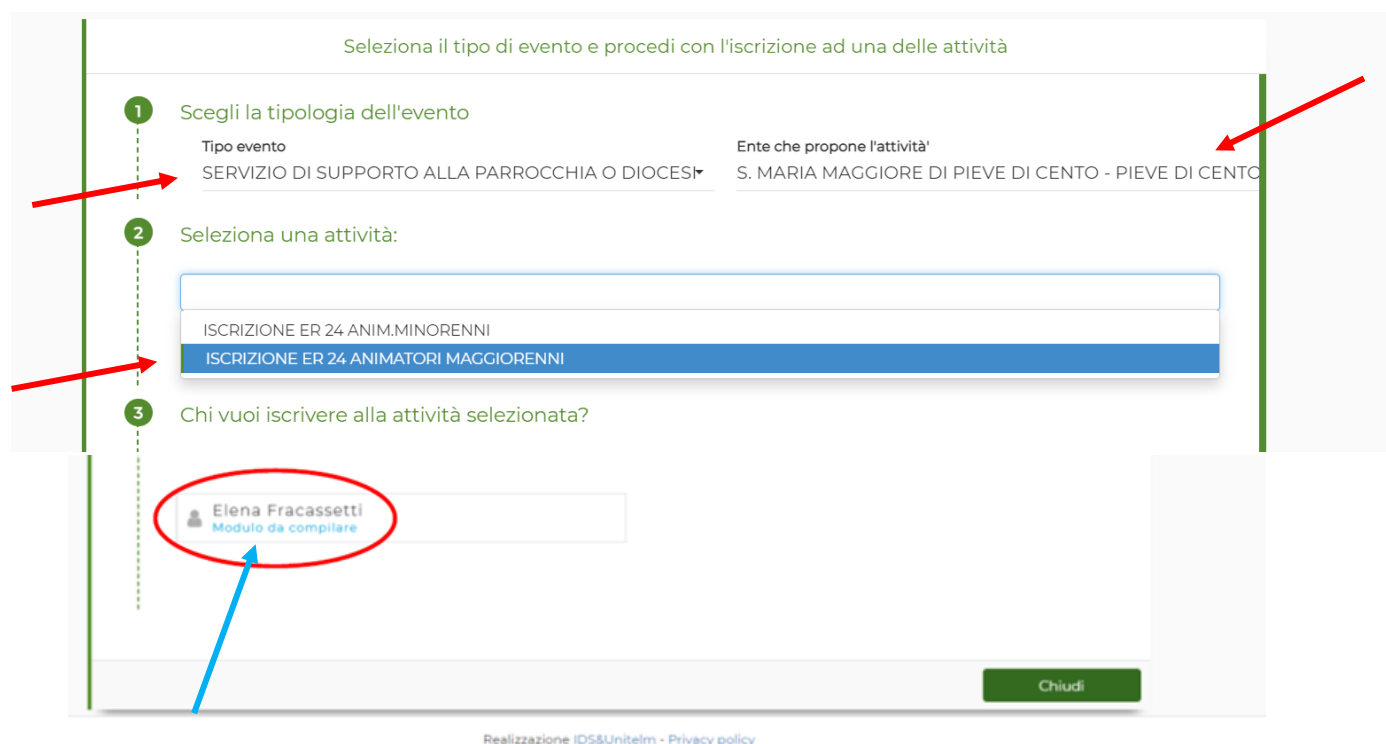 Seleziona il tipo di evento e procedi con l'iscrizione ad una delle attività
1 Scegli la tipologia dell'evento
Tipo evento Ente che propone l'attività'
SERVIZIO DI SUPPORTO ALLA PARROCCHIA O DIOCESI S. MARIA MAGGIORE DI PIEVE DI CENTO - PIEVE DI CENTO
2 Seleziona una attività:
ISCRIZIONE ER 24 ANIM.MINORENNI
ISCRIZIONE ER 24 ANIMATORI MAGGIORENNI
3 Chi vuoi iscrivere alla attività selezionata?
Elena Fracassetti
Modulo da compilare
Chiudi
Realizzazione IDS&Unitelm - Privacy policy